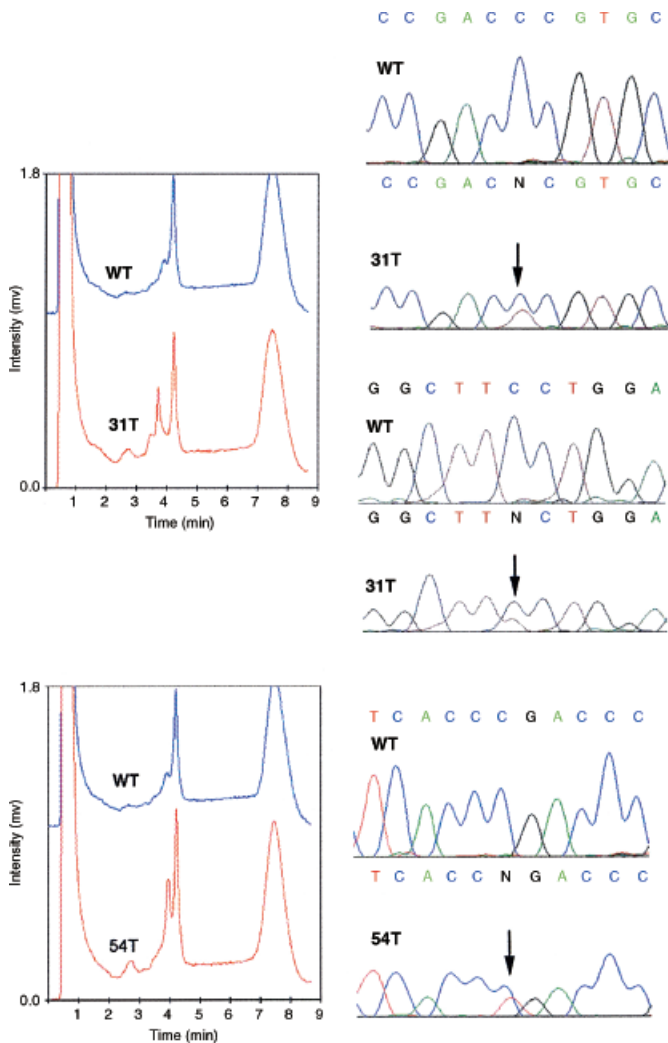 C C G A C C C G T G C
WT
C C G A C N C G T G C
31T
1.8
WT
31T
Intensity (mv)
0.0
1 2 3 4 5 6 7 8 9
Time (min)
G G C T T C C T G G A
WT
G G C T T N C T G G A
31T
1.8
WT
54T
Intensity (mv)
0.0
1 2 3 4 5 6 7 8 9
Time (min)
T C A C C C G A C C C
WT
T C A C C N G A C C C
54T